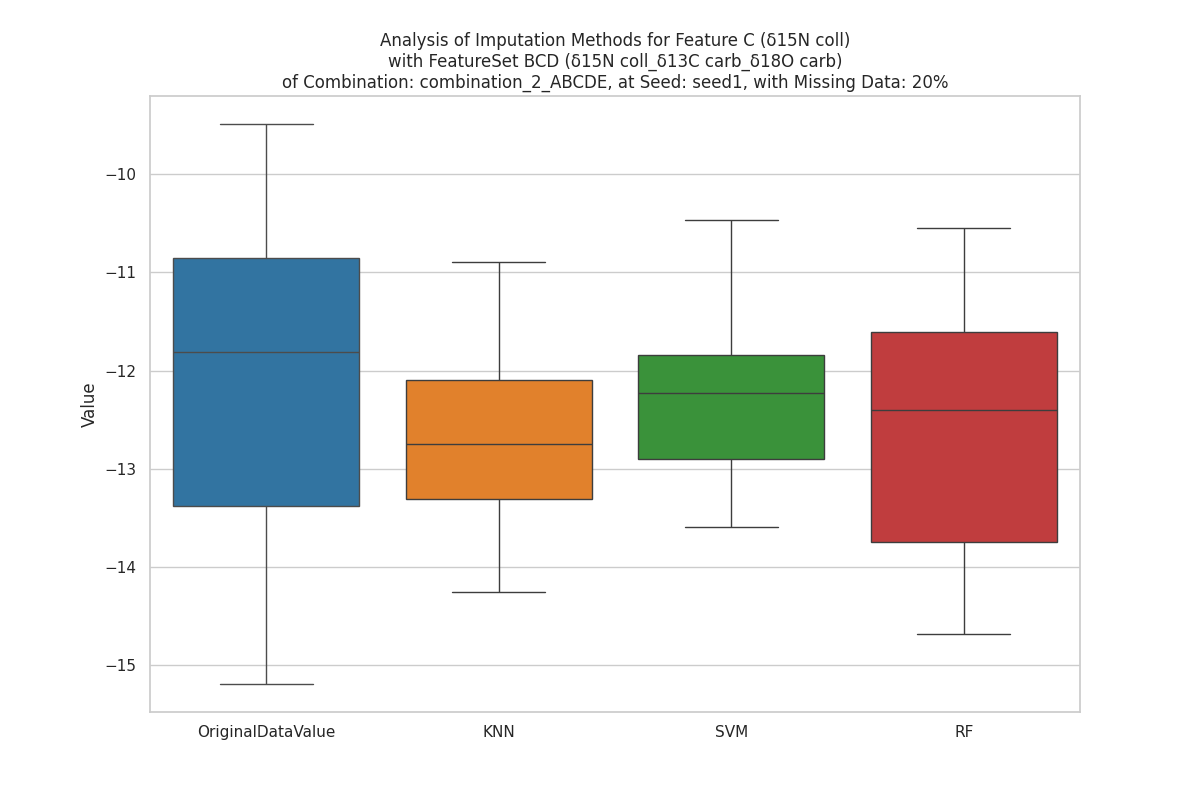 Analysis of Imputation Methods for Feature C (δ15N coll)
with FeatureSet BCD (δ15N coll_δ13C carb_δ18O carb)
of Combination: combination_2_ABCDE, at Seed: seed1, with Missing Data: 20%
Value
−10
−11
−12
−13
−14
−15
OriginalDataValue
KNN
SVM
RF